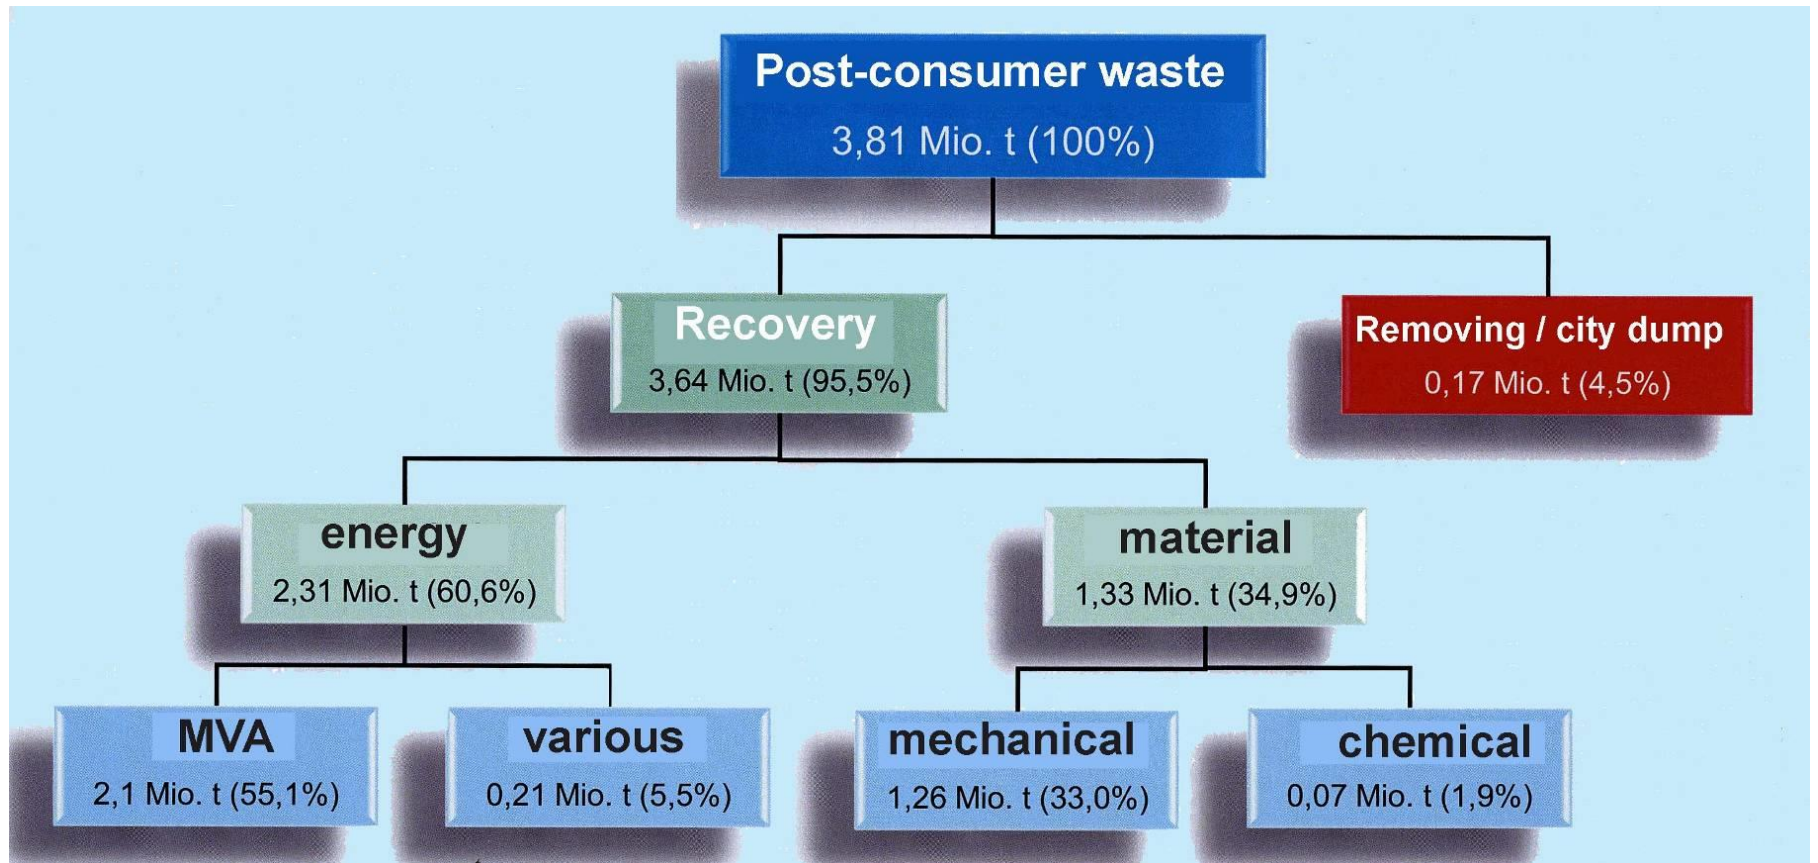 Post-consumer waste
3,81 Mio. t (100%)
Recovery
3,64 Mio. t (95,5%)
Removing / city dump
0,17 Mio. t (4,5%)
energy
2,31 Mio. t (60,6%)
material
1,33 Mio. t (34,9%)
MVA
2,1 Mio. t (55,1%)
various
0,21 Mio. t (5,5%)
mechanical
1,26 Mio. t (33,0%)
chemical
0,07 Mio. t (1,9%)